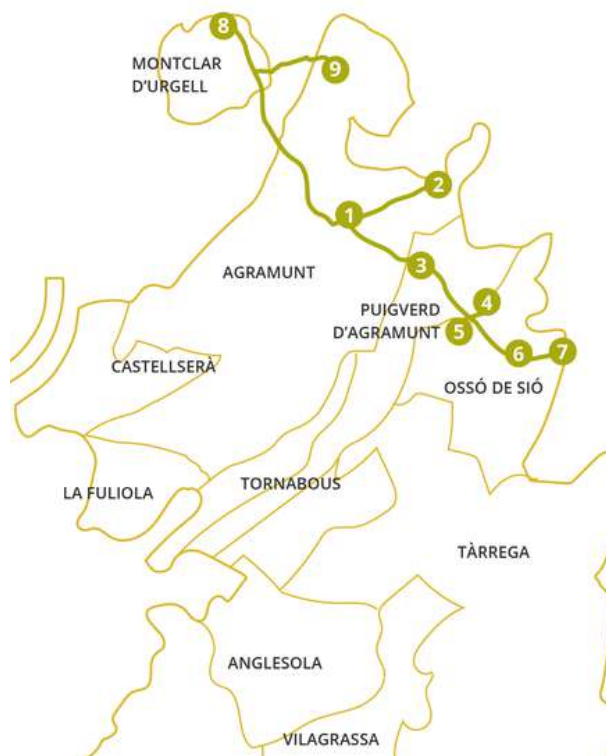 8
MONTCLAR
D'URGELL
9
2
1
3
AGRAMUNT
4
PUIGVERD
D'AGRAMUNT
5
6
7
CASTELLSERÀ
OSSÓ DE SIÓ
LA FULIOLA
TORNABOUS
TÀRREGA
ANGLESOLA
VILAGRASSA